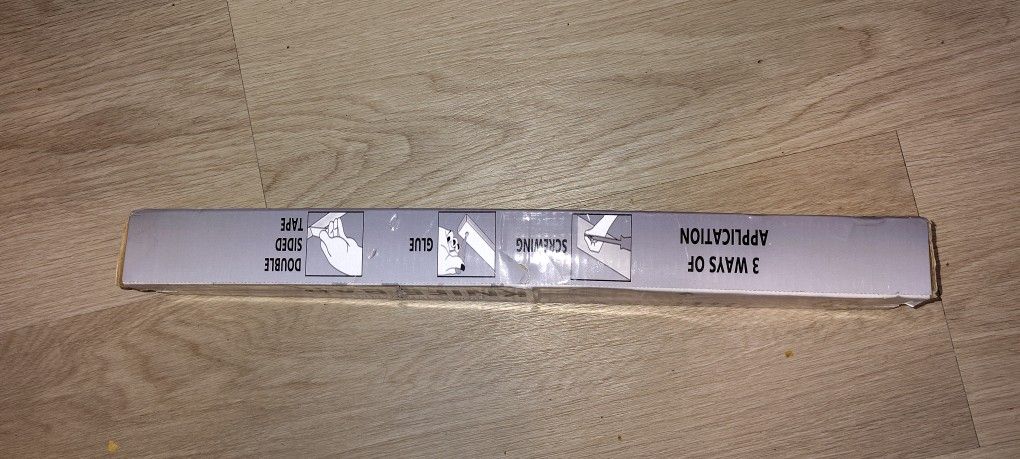 3 WAYS OF
APPLICATION
SCREWING
GLUE
DOUBLE
SIDED
TAPE